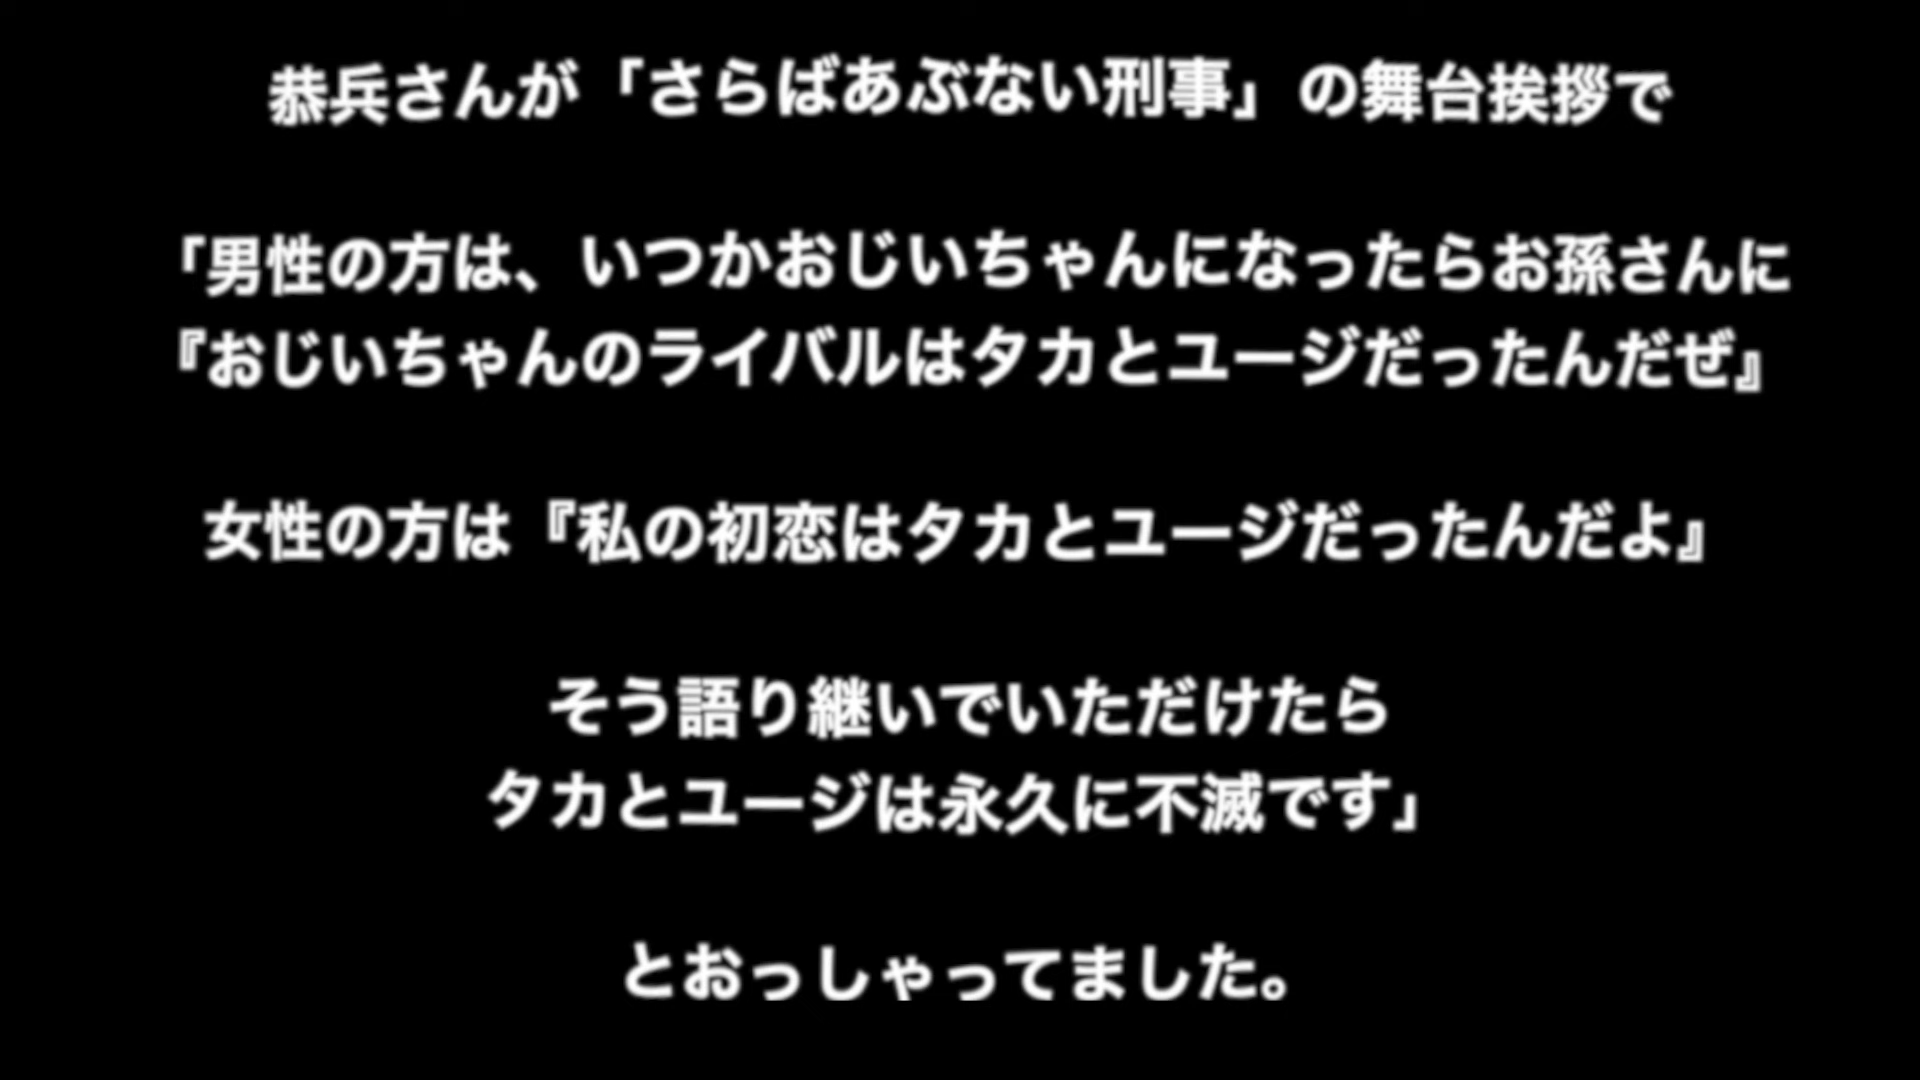 恭兵さんが「さらばあぶない刑事」の舞台挨拶で
「男性の方は、いつかおじいちゃんになったらお孫さんに
『おじいちゃんのライバルはタカとユージだったんだぜ』
女性の方は『私の初恋はタカとユージだったんだよ』
そう語り継いでいただけたら
タカとユージは永久に不滅です」
とおっしゃってました。